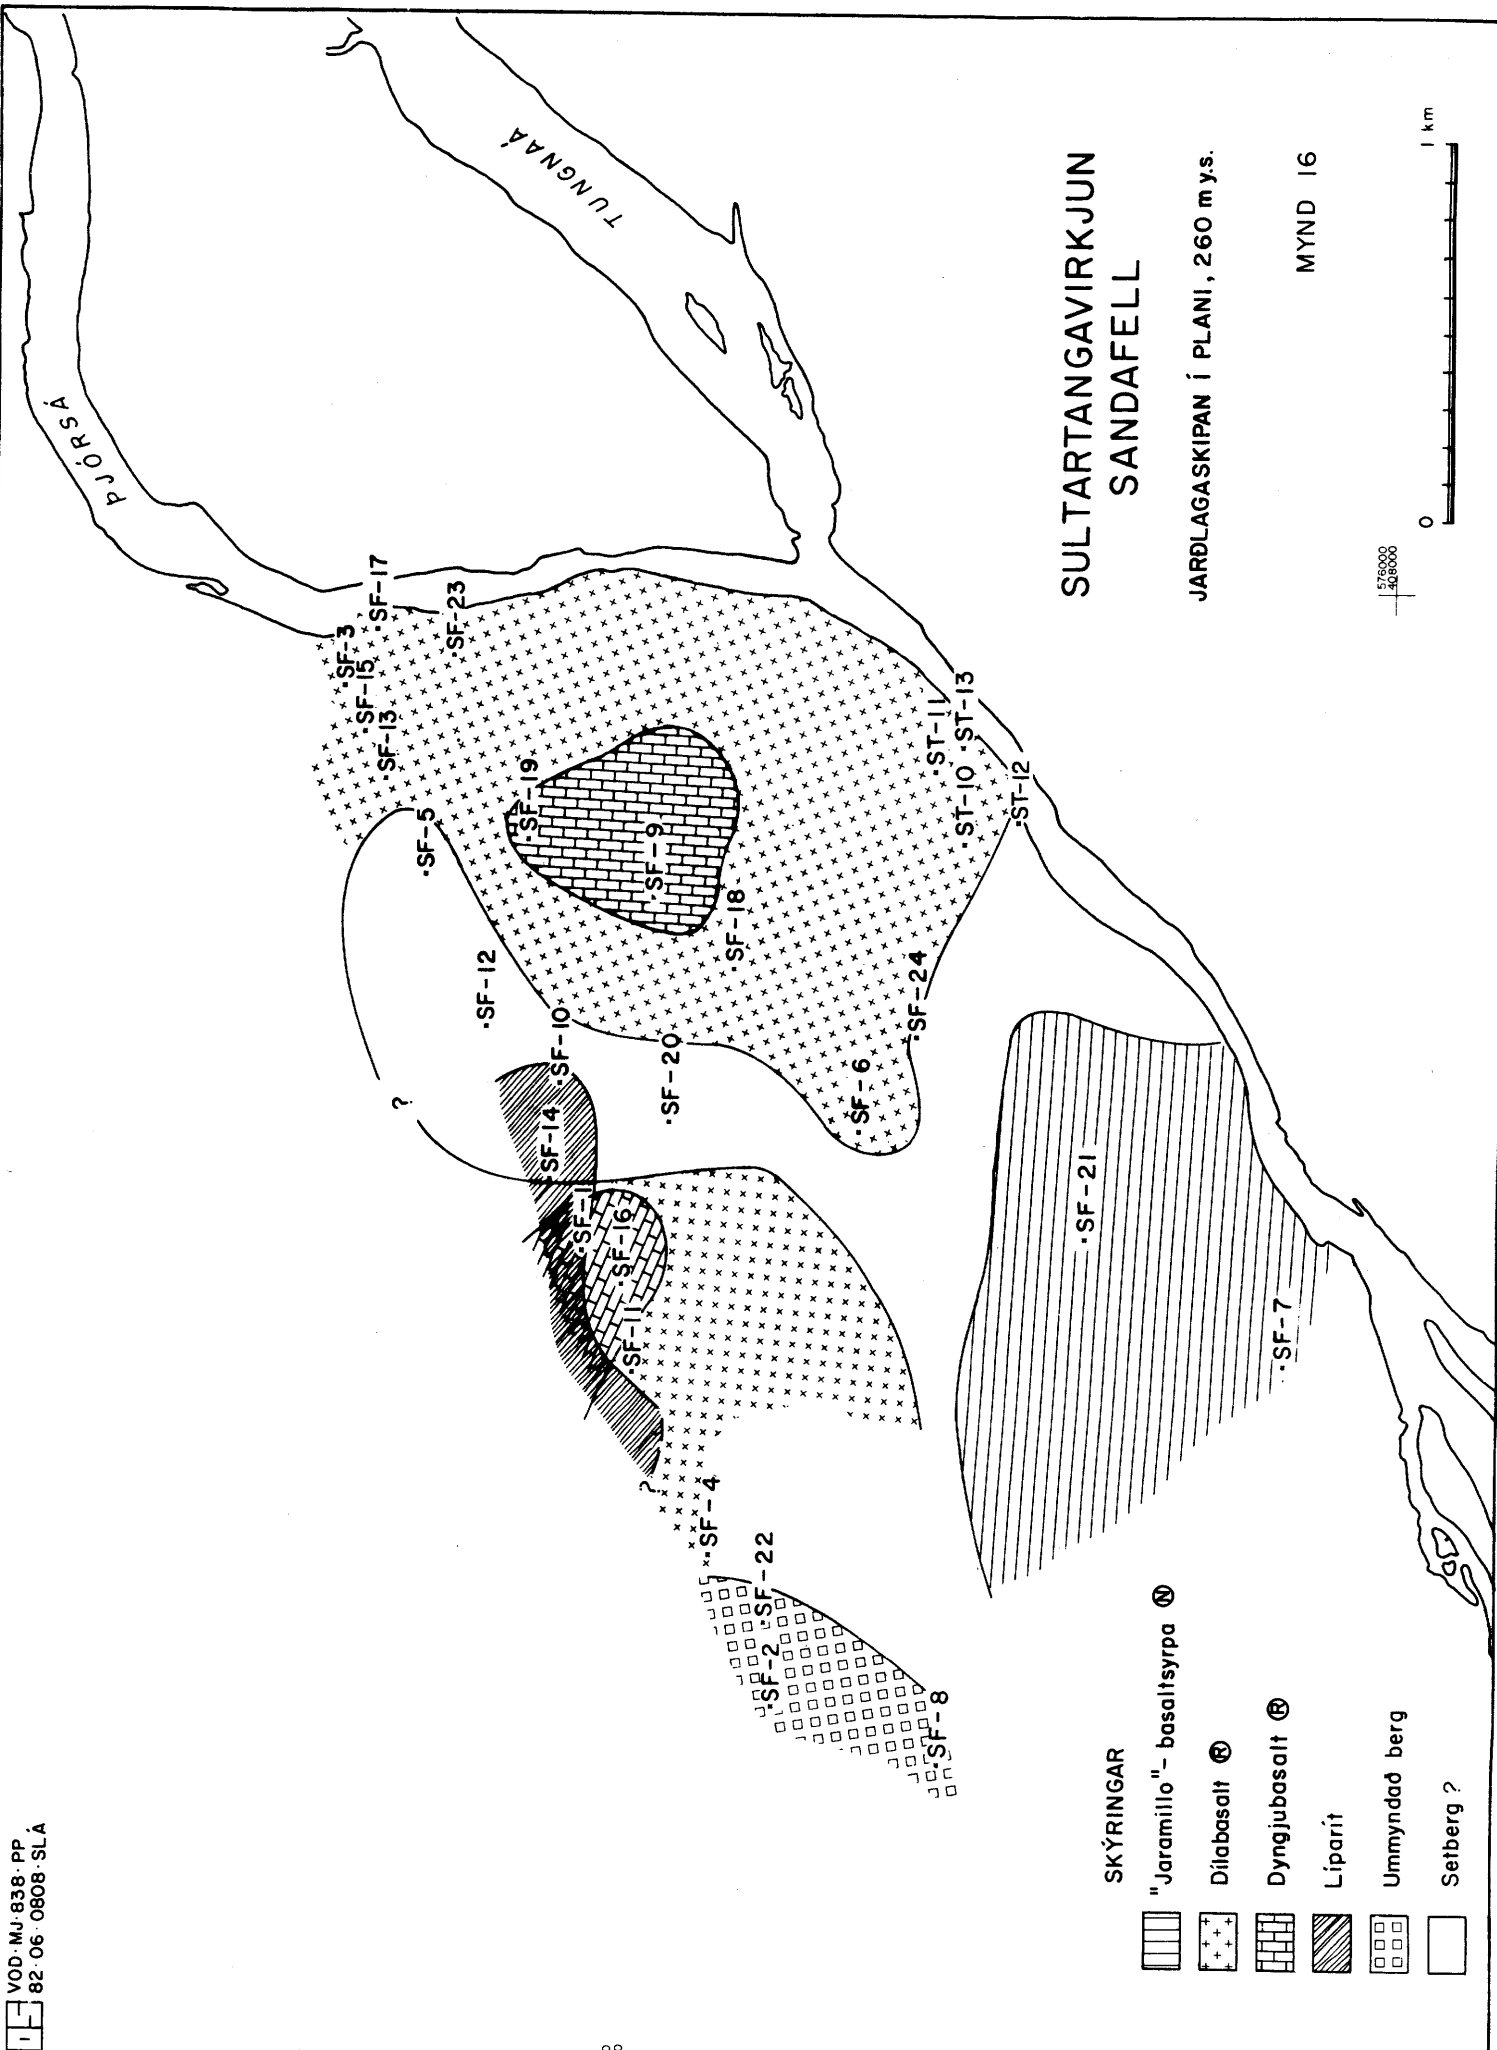 VOD·MJ·838·PP
82·06·0808·SLÁ
ÞJÓRSÁ
TUNGNAÁ
SF-17
SF-3
SF-15
SF-13
SF-23
SF-5
SF-19
SF-9
SF-18
SF-12
SF-10
SF-20
SF-14
SF-1
SF-16
SF-11
SF-6
SF-24
ST-11
ST-13
ST-10
ST-12
SF-21
SF-7
SF-4
SF-22
SF-2
SF-8
?
?
SULTARTANGAVIRKJUN
SANDAFELL
JARÐLAGASKIPAN Í PLANI, 260 m y.s.
MYND 16
0 1 km
576000
408000
SKÝRINGAR
"Jaramillo"- basaltsyrpa Ⓝ
Dílabasalt Ⓡ
Dyngjubasalt Ⓡ
Líparít
Ummyndað berg
Setberg ?